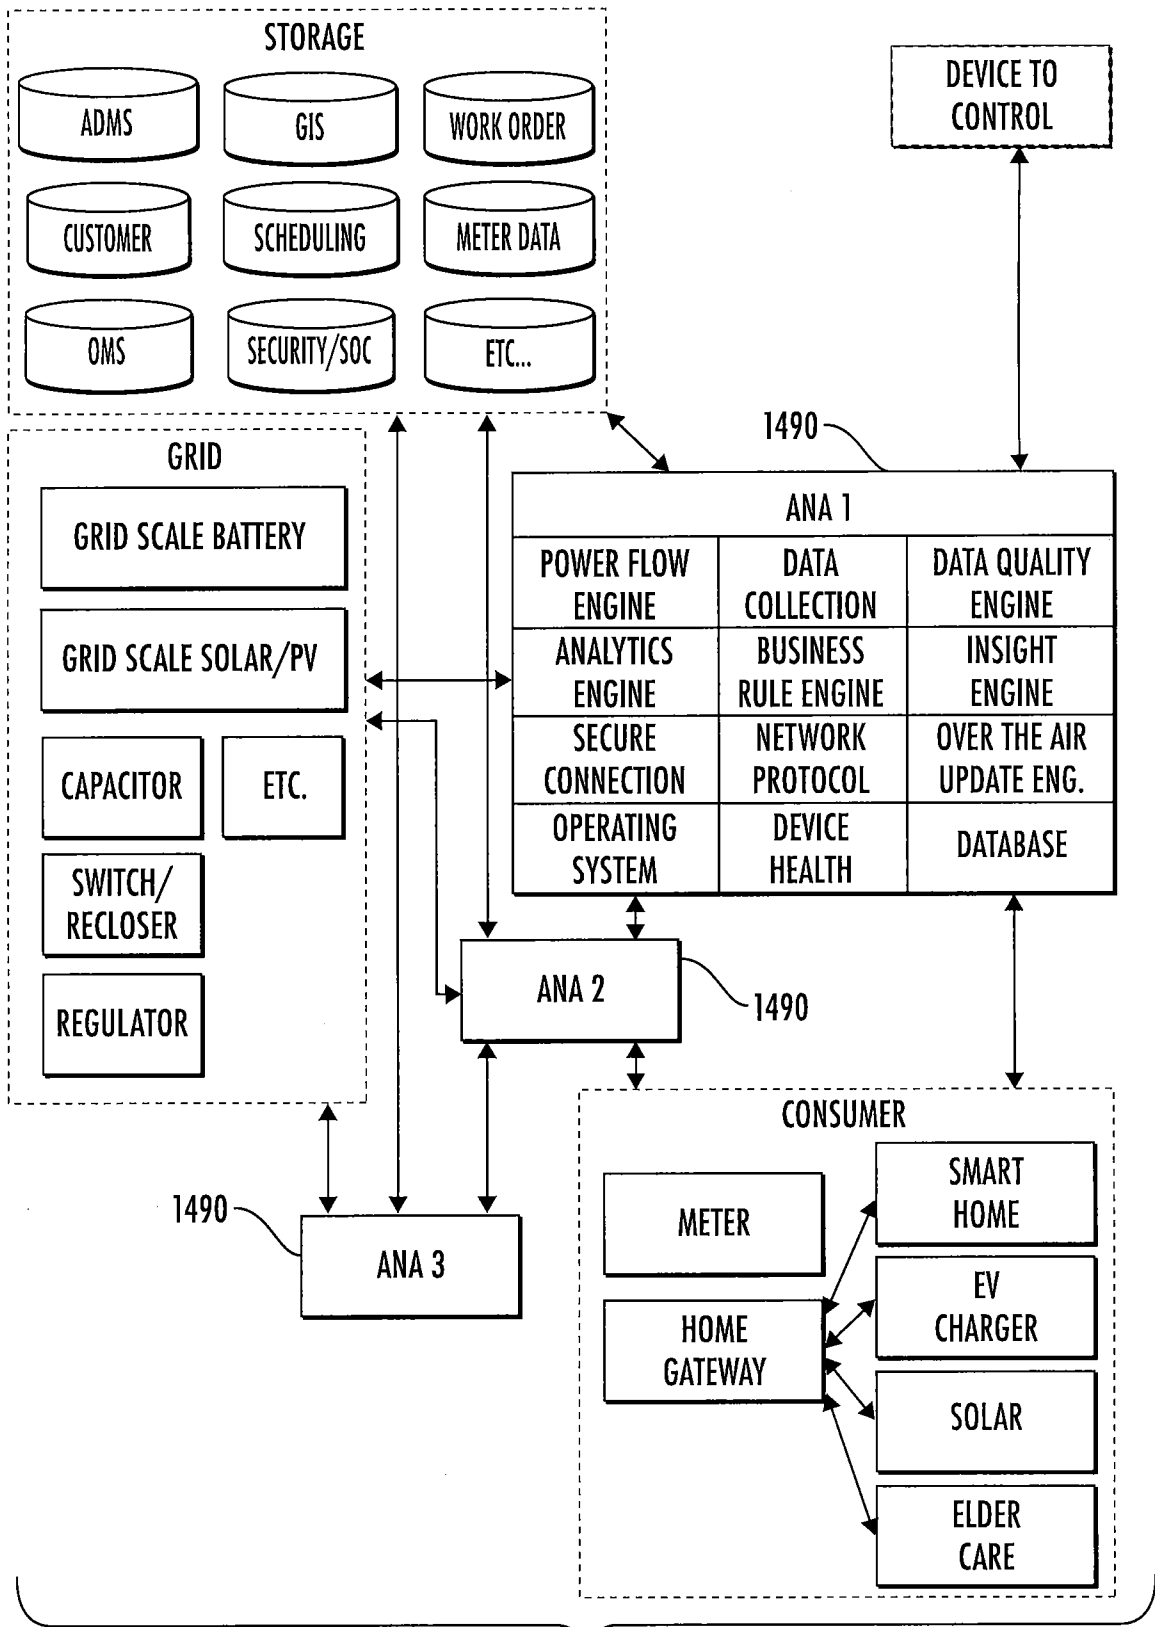 STORAGE
ADMS
GIS
WORK ORDER
CUSTOMER
SCHEDULING
METER DATA
OMS
SECURITY/SOC
ETC...
DEVICE TO
CONTROL
1490
GRID
GRID SCALE BATTERY
GRID SCALE SOLAR/PV
CAPACITOR
ETC.
SWITCH/
RECLOSER
REGULATOR
ANA 1
POWER FLOW
ENGINE
DATA
COLLECTION
DATA QUALITY
ENGINE
ANALYTICS
ENGINE
BUSINESS
RULE ENGINE
INSIGHT
ENGINE
SECURE
CONNECTION
NETWORK
PROTOCOL
OVER THE AIR
UPDATE ENG.
OPERATING
SYSTEM
DEVICE
HEALTH
DATABASE
ANA 2
1490
1490
ANA 3
CONSUMER
METER
HOME
GATEWAY
SMART
HOME
EV
CHARGER
SOLAR
ELDER
CARE